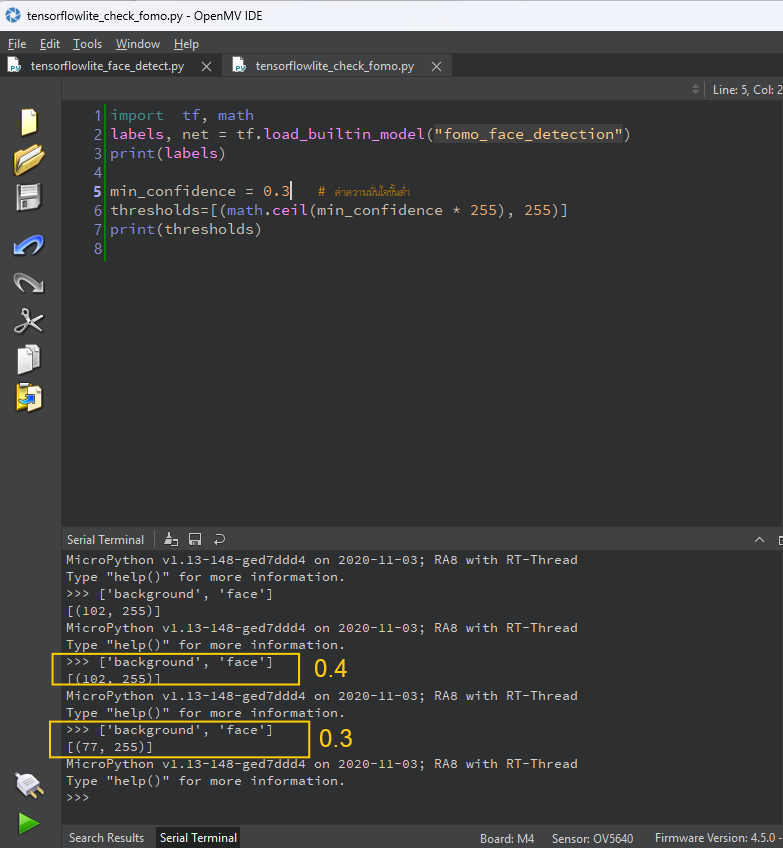 tensorflowlite_check_fomo.py - OpenMV IDE
File Edit Tools Window Help
tensorflowlite_face_detect.py tensorflowlite_check_fomo.py
Line: 5, Col: 2
1 import  tf, math
2 labels, net = tf.load_builtin_model("fomo_face_detection")
3 print(labels)
4
5 min_confidence = 0.3   # ค่าความมั่นใจขั้นต่ำ
6 thresholds=[(math.ceil(min_confidence * 255), 255)]
7 print(thresholds)
8
Serial Terminal
MicroPython v1.13-148-ged7ddd4 on 2020-11-03; RA8 with RT-Thread
Type "help()" for more information.
>>> ['background', 'face']
[(102, 255)]
MicroPython v1.13-148-ged7ddd4 on 2020-11-03; RA8 with RT-Thread
Type "help()" for more information.
>>> ['background', 'face'] 0.4
[(102, 255)]
MicroPython v1.13-148-ged7ddd4 on 2020-11-03; RA8 with RT-Thread
Type "help()" for more information.
>>> ['background', 'face'] 0.3
[(77, 255)]
MicroPython v1.13-148-ged7ddd4 on 2020-11-03; RA8 with RT-Thread
Type "help()" for more information.
>>>
Search Results Serial Terminal Board: M4 Sensor: OV5640 Firmware Version: 4.5.0 -